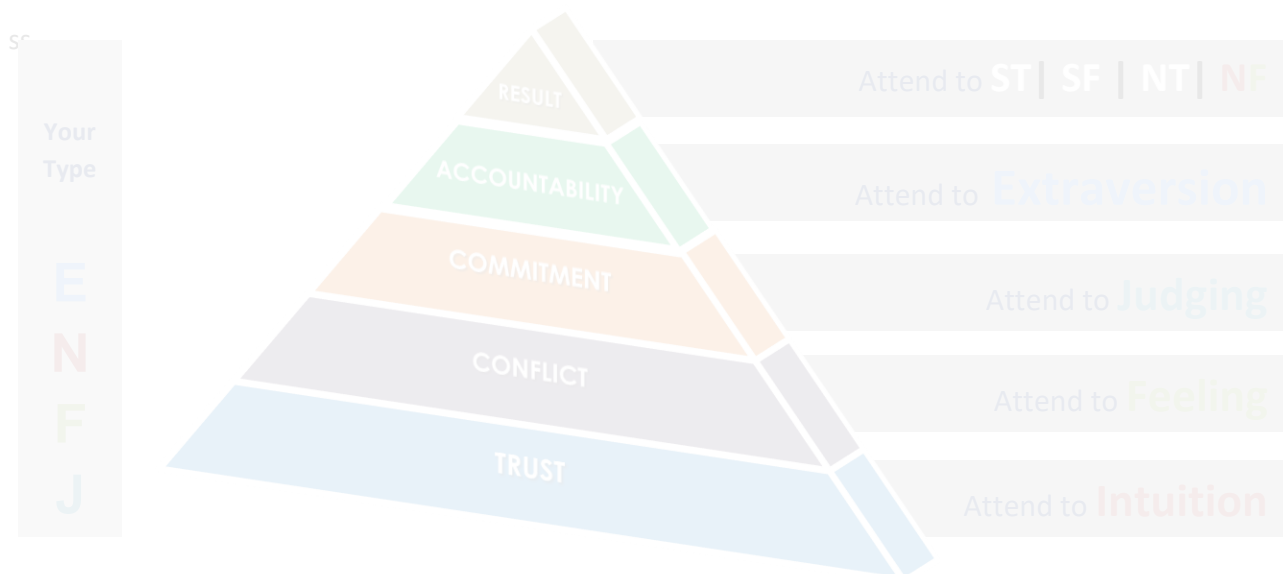 ss
Your
Type
E
N
F
J
RESULT
ACCOUNTABILITY
COMMITMENT
CONFLICT
TRUST
Attend to ST| SF | NT| NF
Attend to Extraversion
Attend to Judging
Attend to Feeling
Attend to Intuition